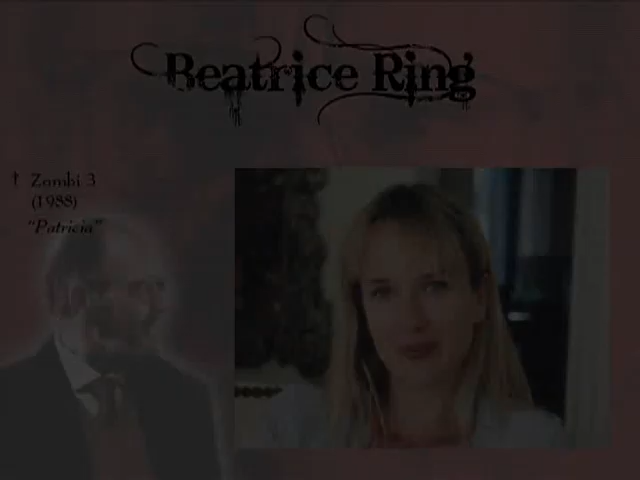 Beatrice Ring
† Zombi 3
(1988)
"Patricia"